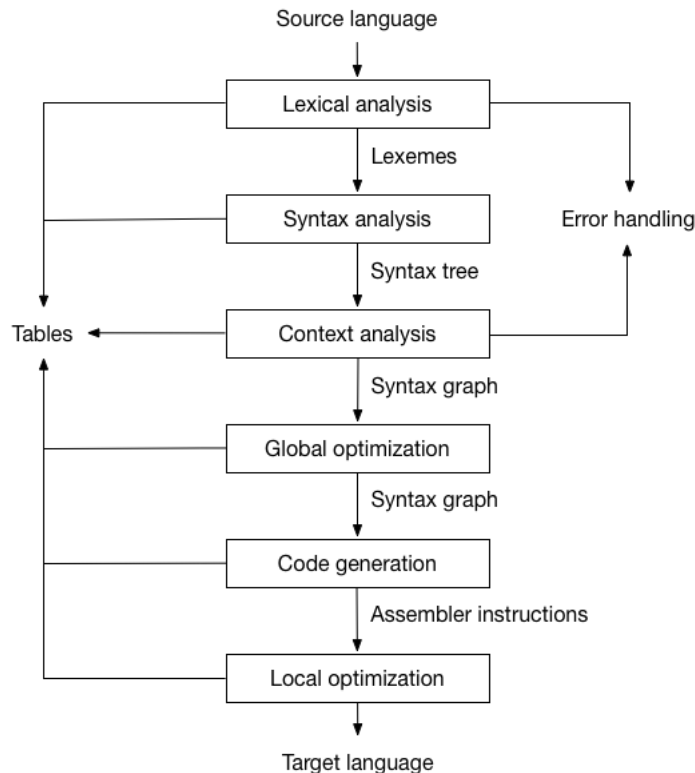 Source language
Lexical analysis
Lexemes
Syntax analysis
Error handling
Syntax tree
Tables
Context analysis
Syntax graph
Global optimization
Syntax graph
Code generation
Assembler instructions
Local optimization
Target language